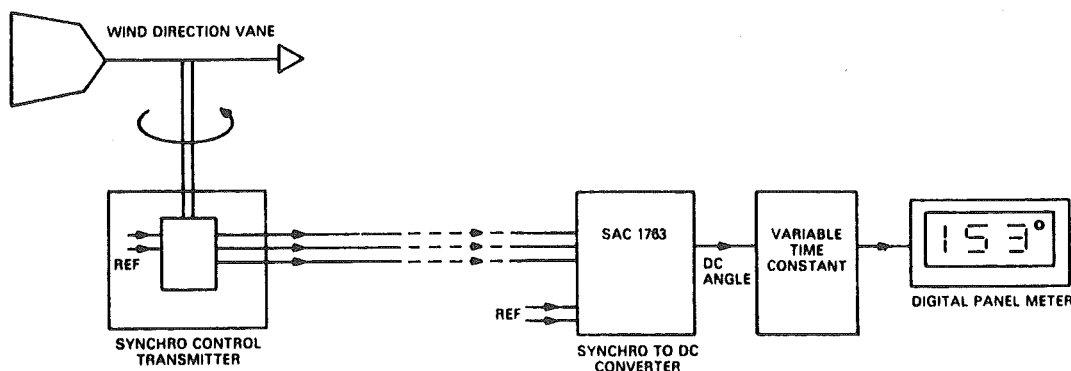 WIND DIRECTION VANE
REF
SYNCHRO CONTROL
TRANSMITTER
SAC 1763
REF
SYNCHRO TO DC
CONVERTER
DC
ANGLE
VARIABLE
TIME
CONSTANT
153°
DIGITAL PANEL METER